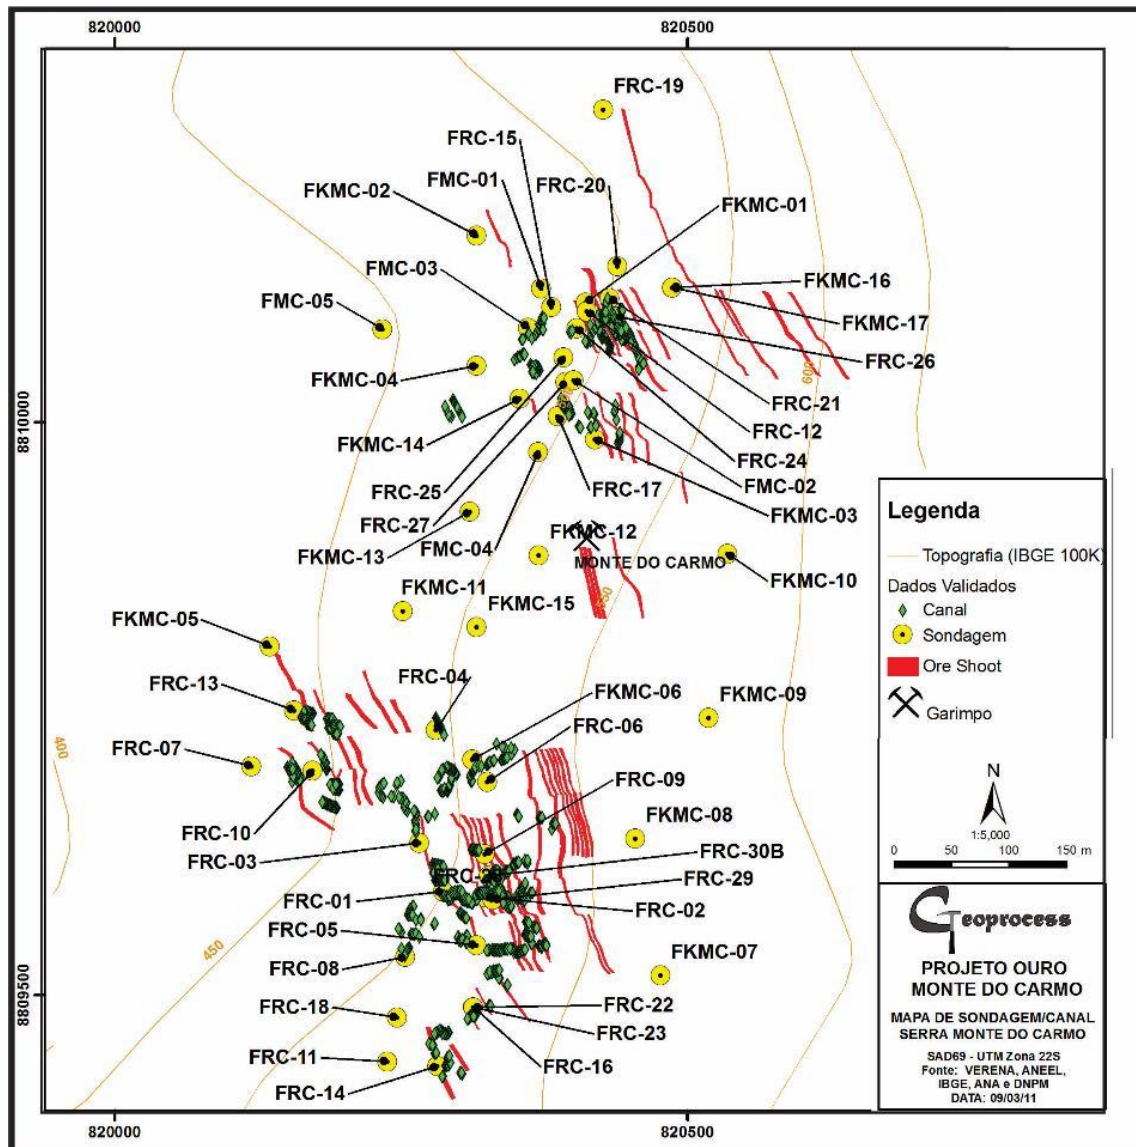 820000
820500
FRC-19
FRC-15
FMC-01
FRC-20
FKMC-02
FKMC-01
FMC-03
FKMC-16
FMC-05
FKMC-17
FKMC-04
FRC-26
600
FRC-21
8810000
FKMC-14
FRC-12
FRC-24
FRC-25
FRC-17
FMC-02
FRC-27
FKMC-03
FKMC-13
FMC-04
FKMC-12
MONTE DO CARMO
FKMC-10
FKMC-11
FKMC-15
FKMC-05
FRC-04
FRC-13
FKMC-06
FKMC-09
FRC-06
400
FRC-07
FRC-09
FRC-10
FKMC-08
FRC-03
FRC-30B
FRC-29
FRC-01
FRC-02
FRC-05
450
FKMC-07
FRC-08
8809500
FRC-18
FRC-22
FRC-23
FRC-11
FRC-16
FRC-14
820000
820500
Legenda
Topografia (IBGE 100K)
Dados Validados
Canal
Sondagem
Ore Shoot
Garimpo
N
1:5,000
0 50 100 150 m
Geoprocess
PROJETO OURO
MONTE DO CARMO
MAPA DE SONDAGEM/CANAL
SERRA MONTE DO CARMO
SAD69 - UTM Zona 22S
Fonte: VERENA, ANEEL,
IBGE, ANA e DNPM
DATA: 09/03/11